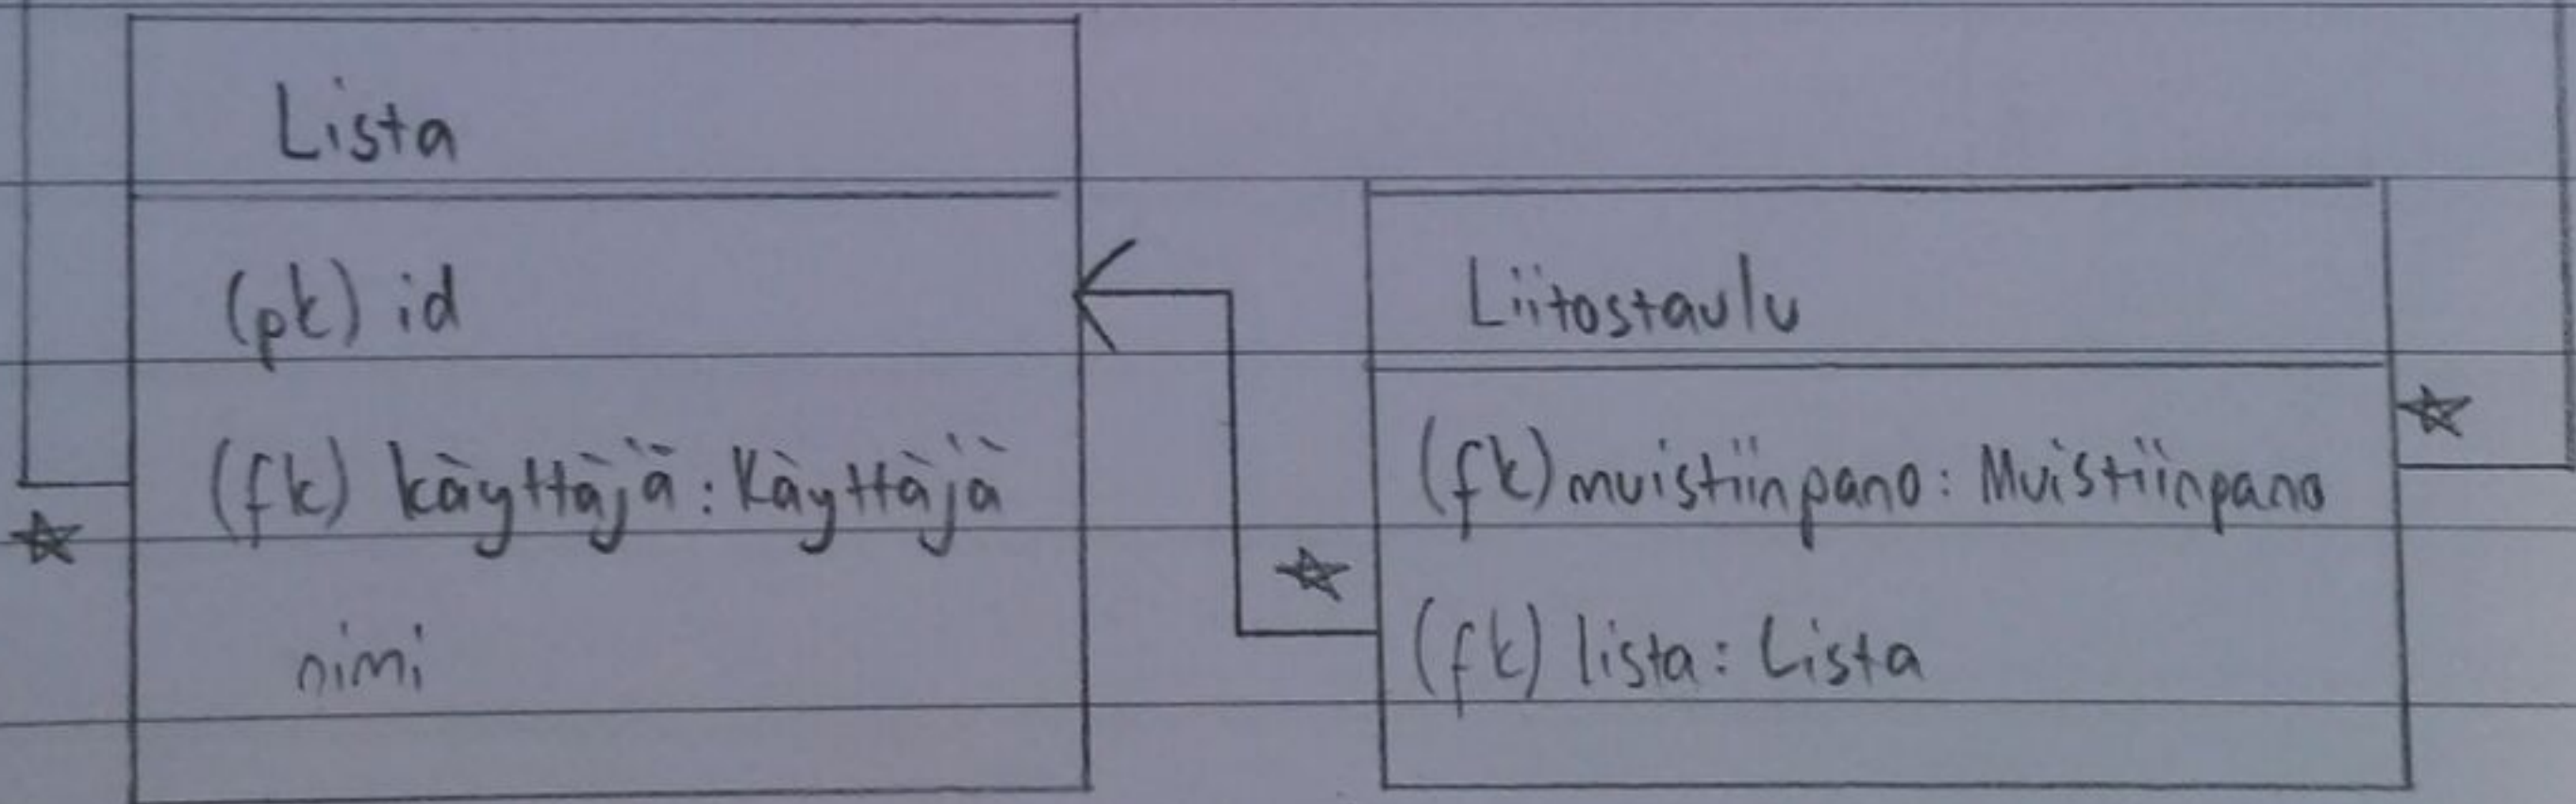 Lista
(pk) id
(fk) käyttäjä : Käyttäjä
nimi
Liitostaulu
(fk) muistiinpano : Muistiinpano
(fk) lista : Lista